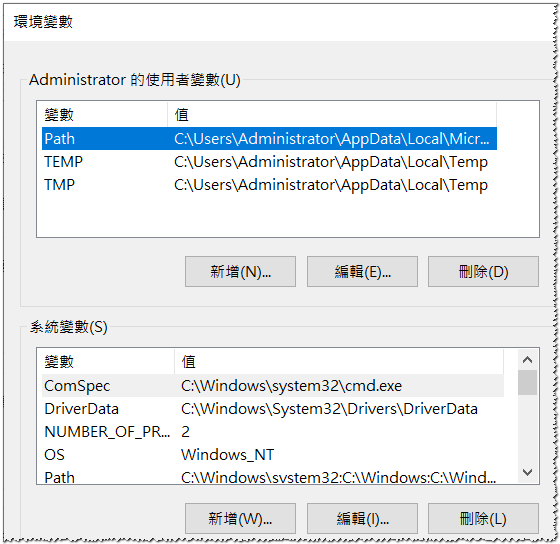 環境變數
Administrator 的使用者變數(U)
變數 值
Path C:\Users\Administrator\AppData\Local\Micr...
TEMP C:\Users\Administrator\AppData\Local\Temp
TMP C:\Users\Administrator\AppData\Local\Temp
新增(N)... 編輯(E)... 刪除(D)
系統變數(S)
變數 值
ComSpec C:\Windows\system32\cmd.exe
DriverData C:\Windows\System32\Drivers\DriverData
NUMBER_OF_PR... 2
OS Windows_NT
Path C:\Windows\system32;C:\Windows;C:\Wind...
新增(W)... 編輯(I)... 刪除(L)